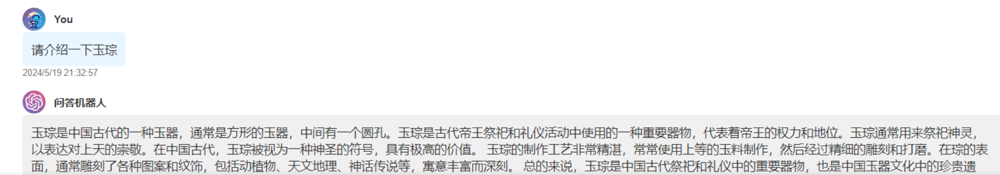 You
请介绍一下玉琮
2024/5/19 21:32:57
问答机器人
玉琮是中国古代的一种玉器，通常是方形的玉器，中间有一个圆孔。玉琮是古代帝王祭祀和礼仪活动中使用的一种重要器物，代表着帝王的权力和地位。玉琮通常用来祭祀神灵，
以表达对上天的崇敬。在中国古代，玉琮被视为一种神圣的符号，具有极高的价值。 玉琮的制作工艺非常精湛，常常使用上等的玉料制作，然后经过精细的雕刻和打磨。在琮的表
面，通常雕刻了各种图案和纹饰，包括动植物、天文地理、神话传说等，寓意丰富而深刻。 总的来说，玉琮是中国古代祭祀和礼仪中的重要器物，也是中国玉器文化中的珍贵遗